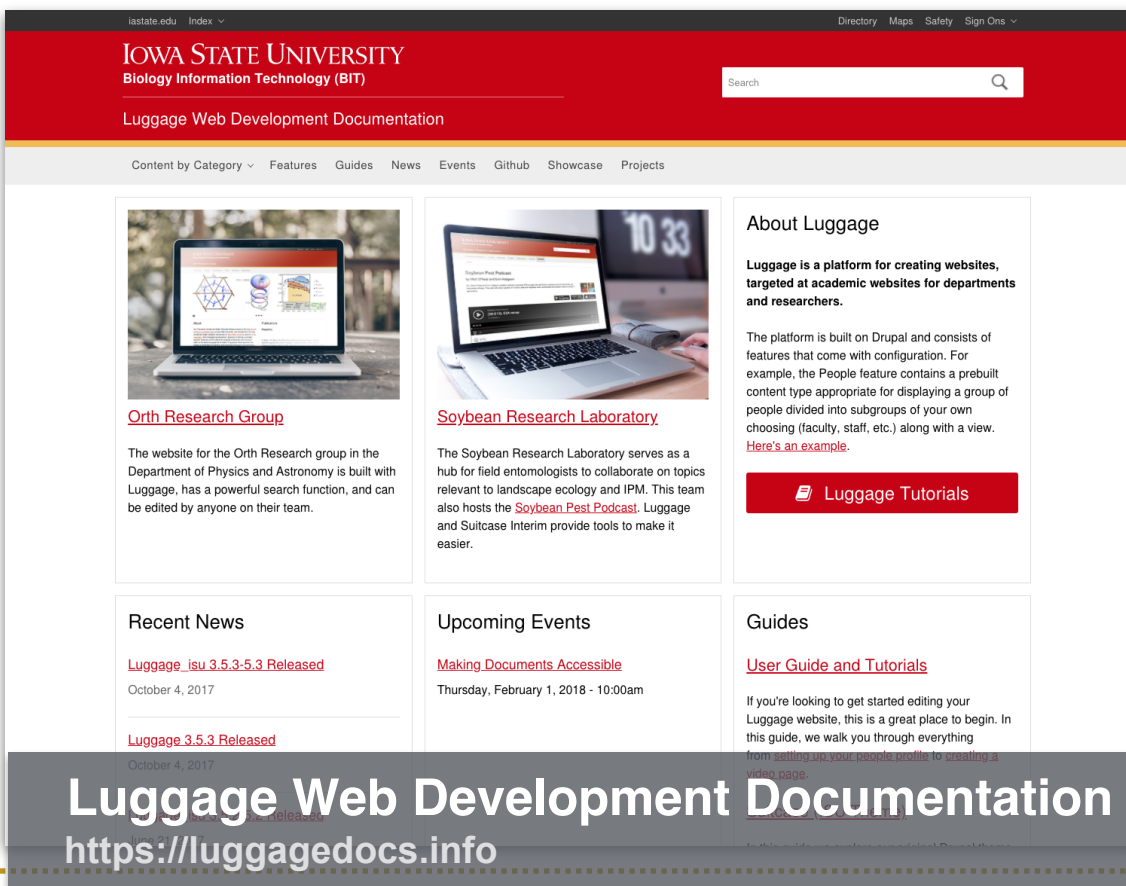 iastate.edu Index
Directory Maps Safety Sign Ons
IOWA STATE UNIVERSITY
Biology Information Technology (BIT)
Search
Luggage Web Development Documentation
Content by Category Features Guides News Events Github Showcase Projects
10 33
Soybean Pest Podcast
Orth Research Group
The website for the Orth Research group in the
Department of Physics and Astronomy is built with
Luggage, has a powerful search function, and can
be edited by anyone on their team.
Soybean Research Laboratory
The Soybean Research Laboratory serves as a
hub for field entomologists to collaborate on topics
relevant to landscape ecology and IPM. This team
also hosts the Soybean Pest Podcast. Luggage
and Suitcase Interim provide tools to make it
easier.
About Luggage
Luggage is a platform for creating websites,
targeted at academic websites for departments
and researchers.
The platform is built on Drupal and consists of
features that come with configuration. For
example, the People feature contains a prebuilt
content type appropriate for displaying a group of
people divided into subgroups of your own
choosing (faculty, staff, etc.) along with a view.
Here's an example.
Luggage Tutorials
Recent News
Luggage_isu 3.5.3-5.3 Released
October 4, 2017
Luggage 3.5.3 Released
October 4, 2017
Upcoming Events
Making Documents Accessible
Thursday, February 1, 2018 - 10:00am
Guides
User Guide and Tutorials
If you're looking to get started editing your
Luggage website, this is a great place to begin. In
this guide, we walk you through everything
from setting up your people profile to creating a
video page.
Luggage Web Development Documentation
https://luggagedocs.info